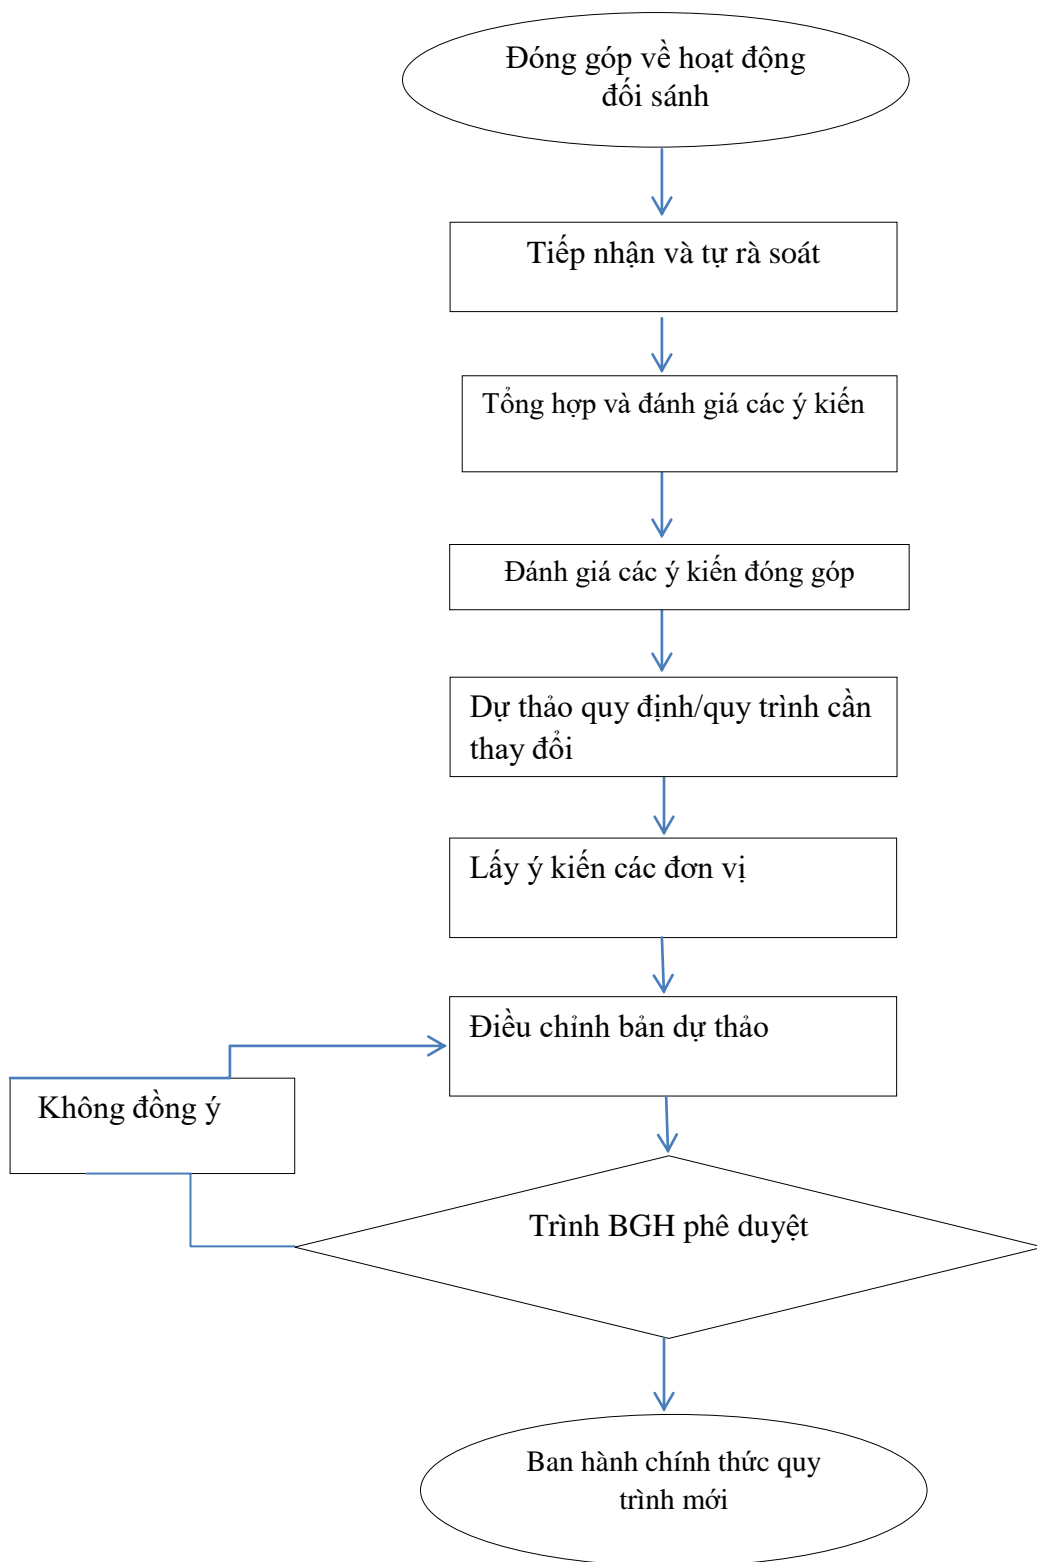 Đóng góp về hoạt động
đối sánh
Tiếp nhận và tự rà soát
Tổng hợp và đánh giá các ý kiến
Đánh giá các ý kiến đóng góp
Dự thảo quy định/quy trình cần
thay đổi
Lấy ý kiến các đơn vị
Điều chỉnh bản dự thảo
Không đồng ý
Trình BGH phê duyệt
Ban hành chính thức quy
trình mới